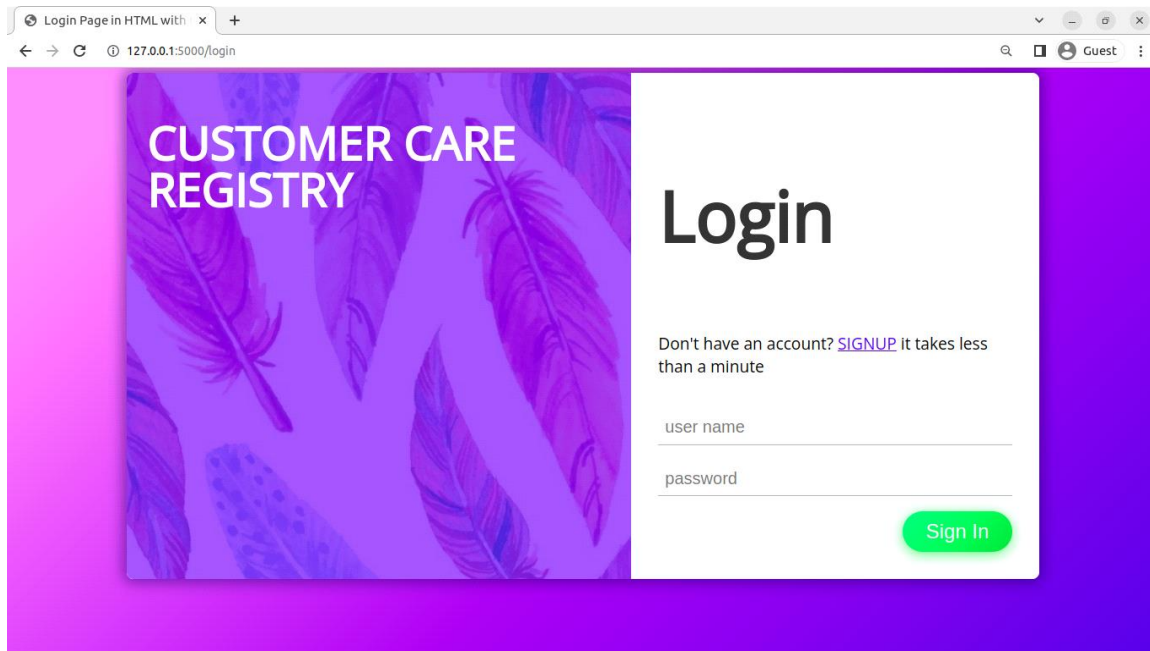 Login Page in HTML with
127.0.0.1:5000/login
Guest
CUSTOMER CARE
REGISTRY
Login
Don't have an account? SIGNUP it takes less
than a minute
user name
password
Sign In